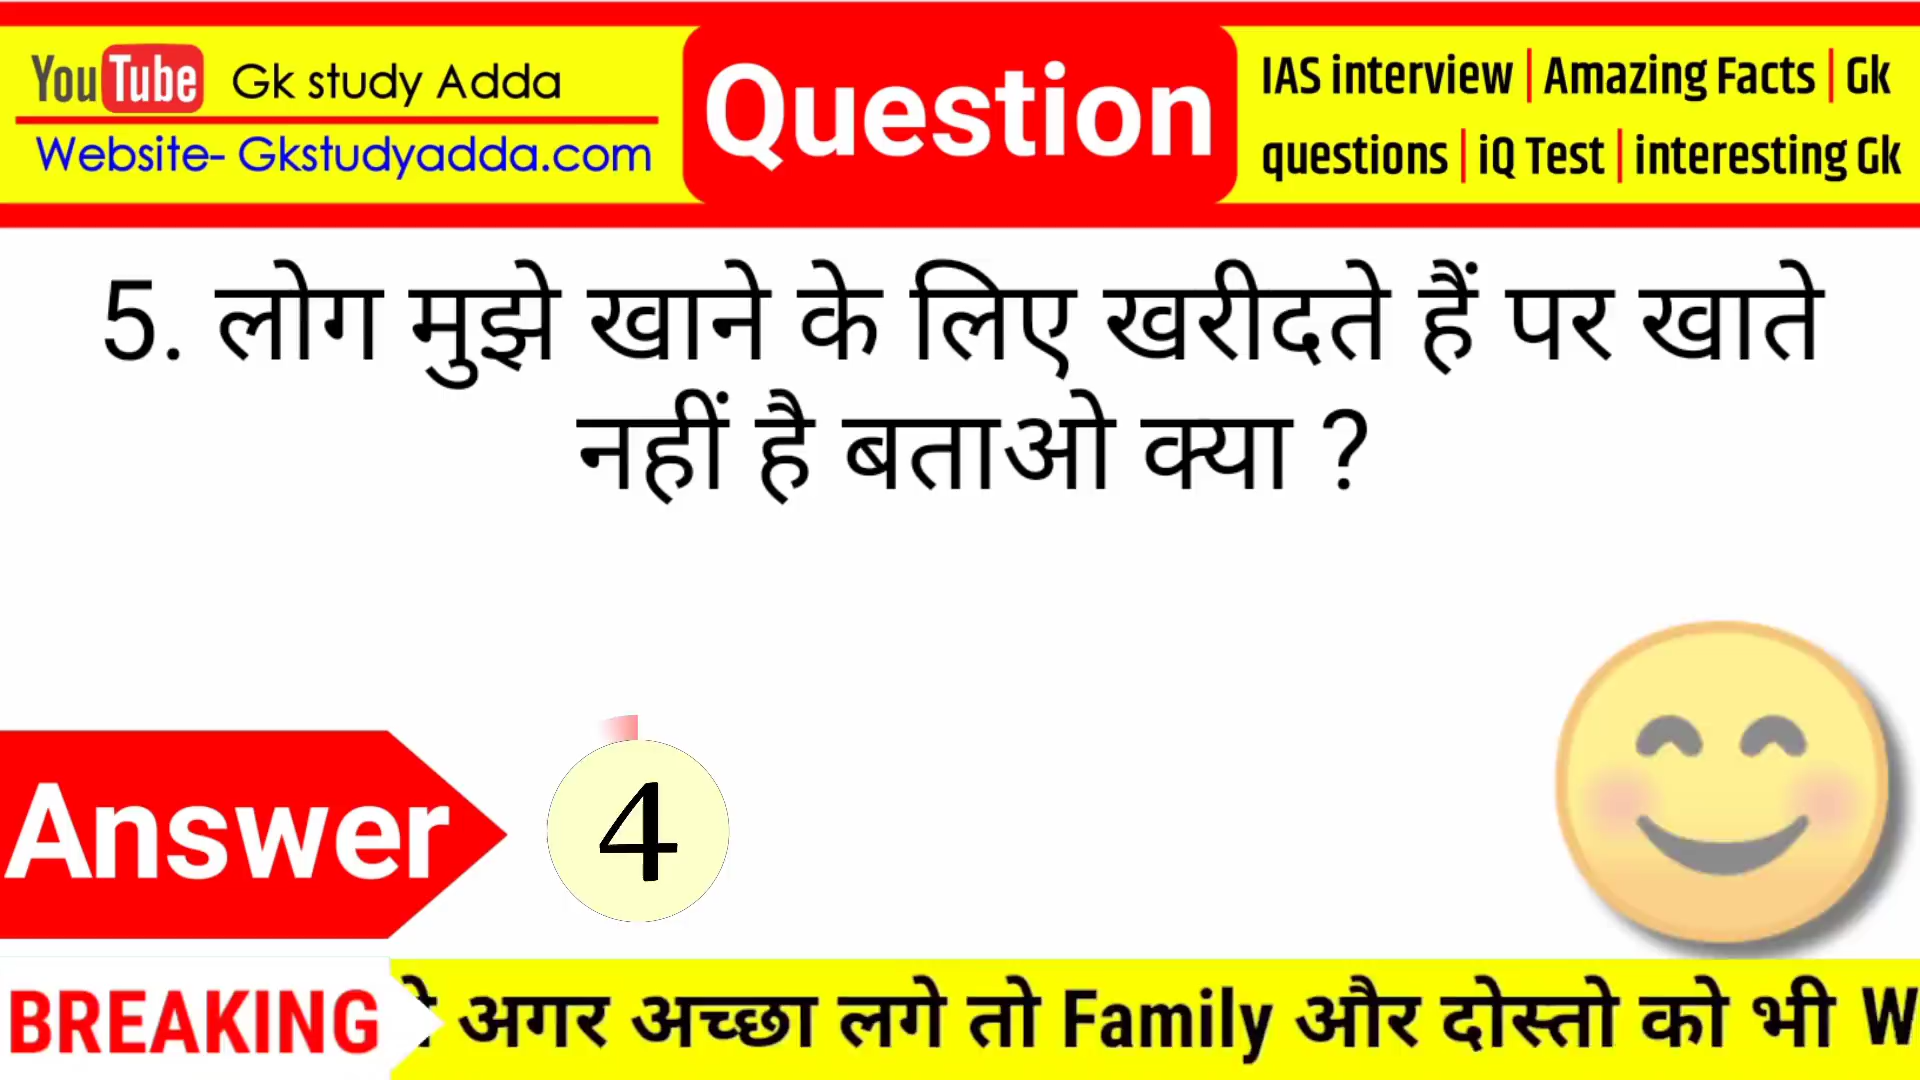 YouTube Gk study Adda
Website- Gkstudyadda.com
Question
IAS interview | Amazing Facts | Gk
questions | iQ Test | interesting Gk
5. लोग मुझे खाने के लिए खरीदते हैं पर खाते
नहीं है बताओ क्या ?
Answer
4
BREAKING
अगर अच्छा लगे तो Family और दोस्तो को भी W